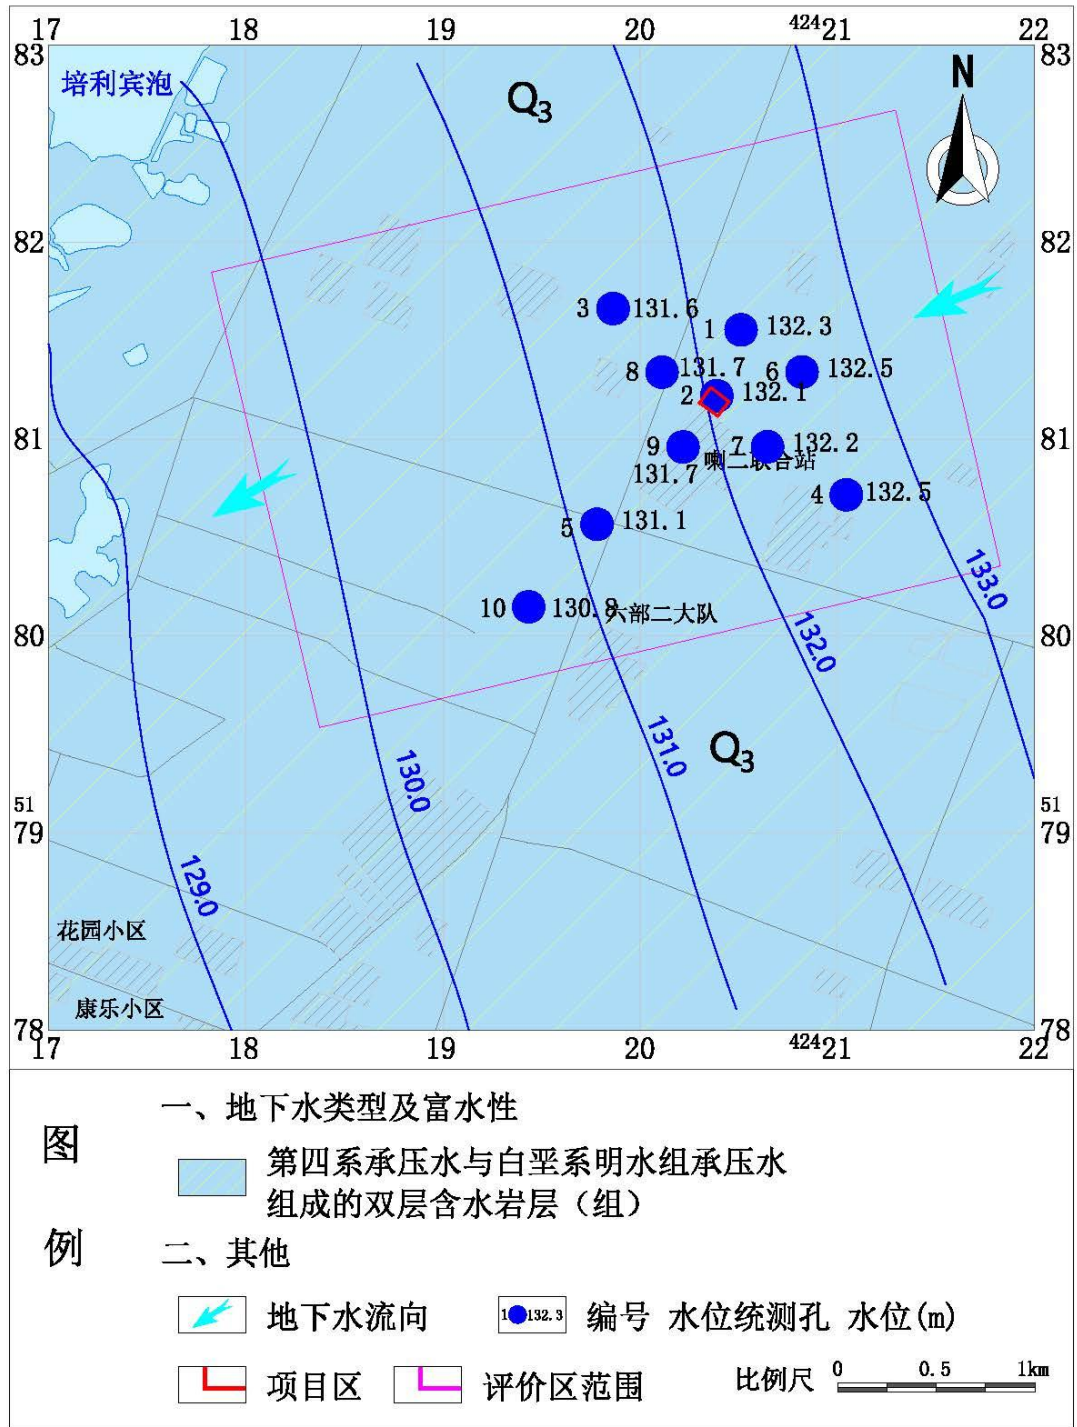 17 18 19 20 ⁴²⁴21 22
83 83
培利宾泡
Q₃
N
82 82
3 131.6
1 132.3
8 131.7
6 132.5
2 132.1
81 81
9 131.7
7 132.2
喇二联合站
4 132.5
5 131.1
133.0
10 130.8
六部二大队
80 80
132.0
131.0
Q₃
130.0
51 51
79 79
129.0
花园小区
康乐小区
78 78
17 18 19 20 ⁴²⁴21 22
图例
一、地下水类型及富水性
第四系承压水与白垩系明水组承压水
组成的双层含水岩层（组）
二、其他
地下水流向
1 132.3 编号 水位统测孔 水位(m)
项目区
评价区范围
比例尺 0 0.5 1km